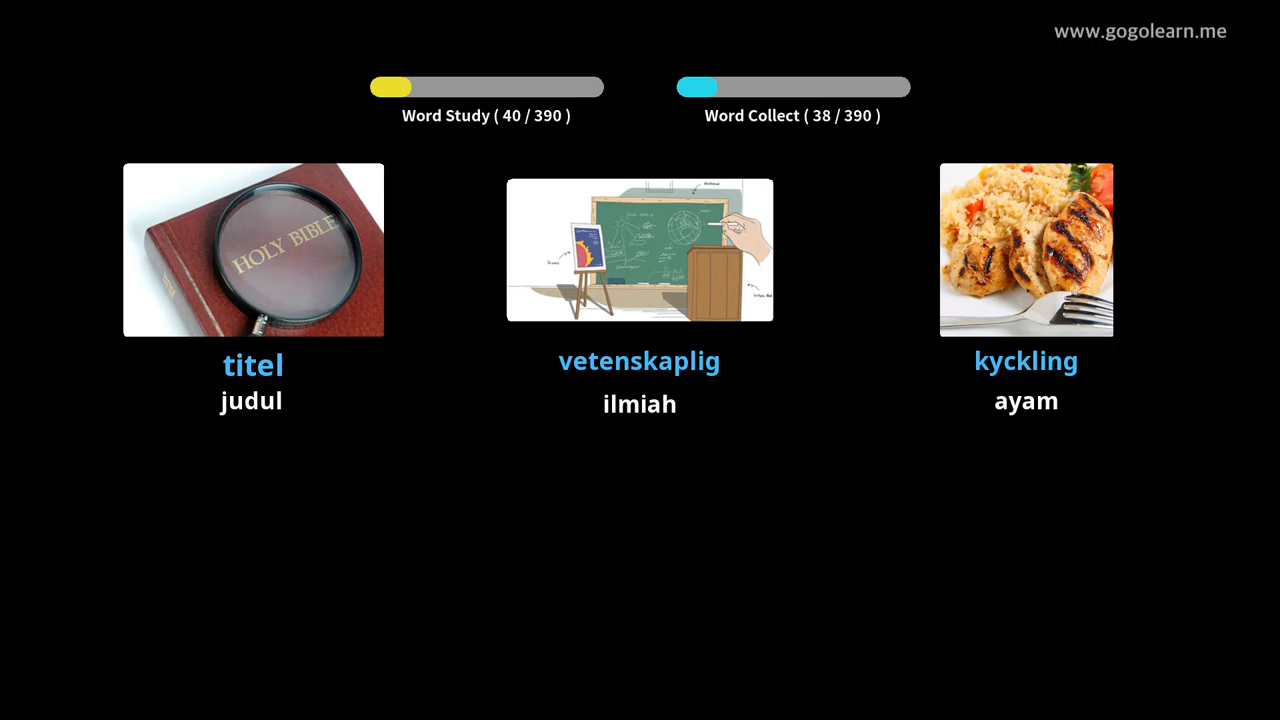 www.gogolearn.me
Word Study ( 40 / 390 )
Word Collect ( 38 / 390 )
HOLY BIBLE
titel
judul
vetenskaplig
ilmiah
kyckling
ayam